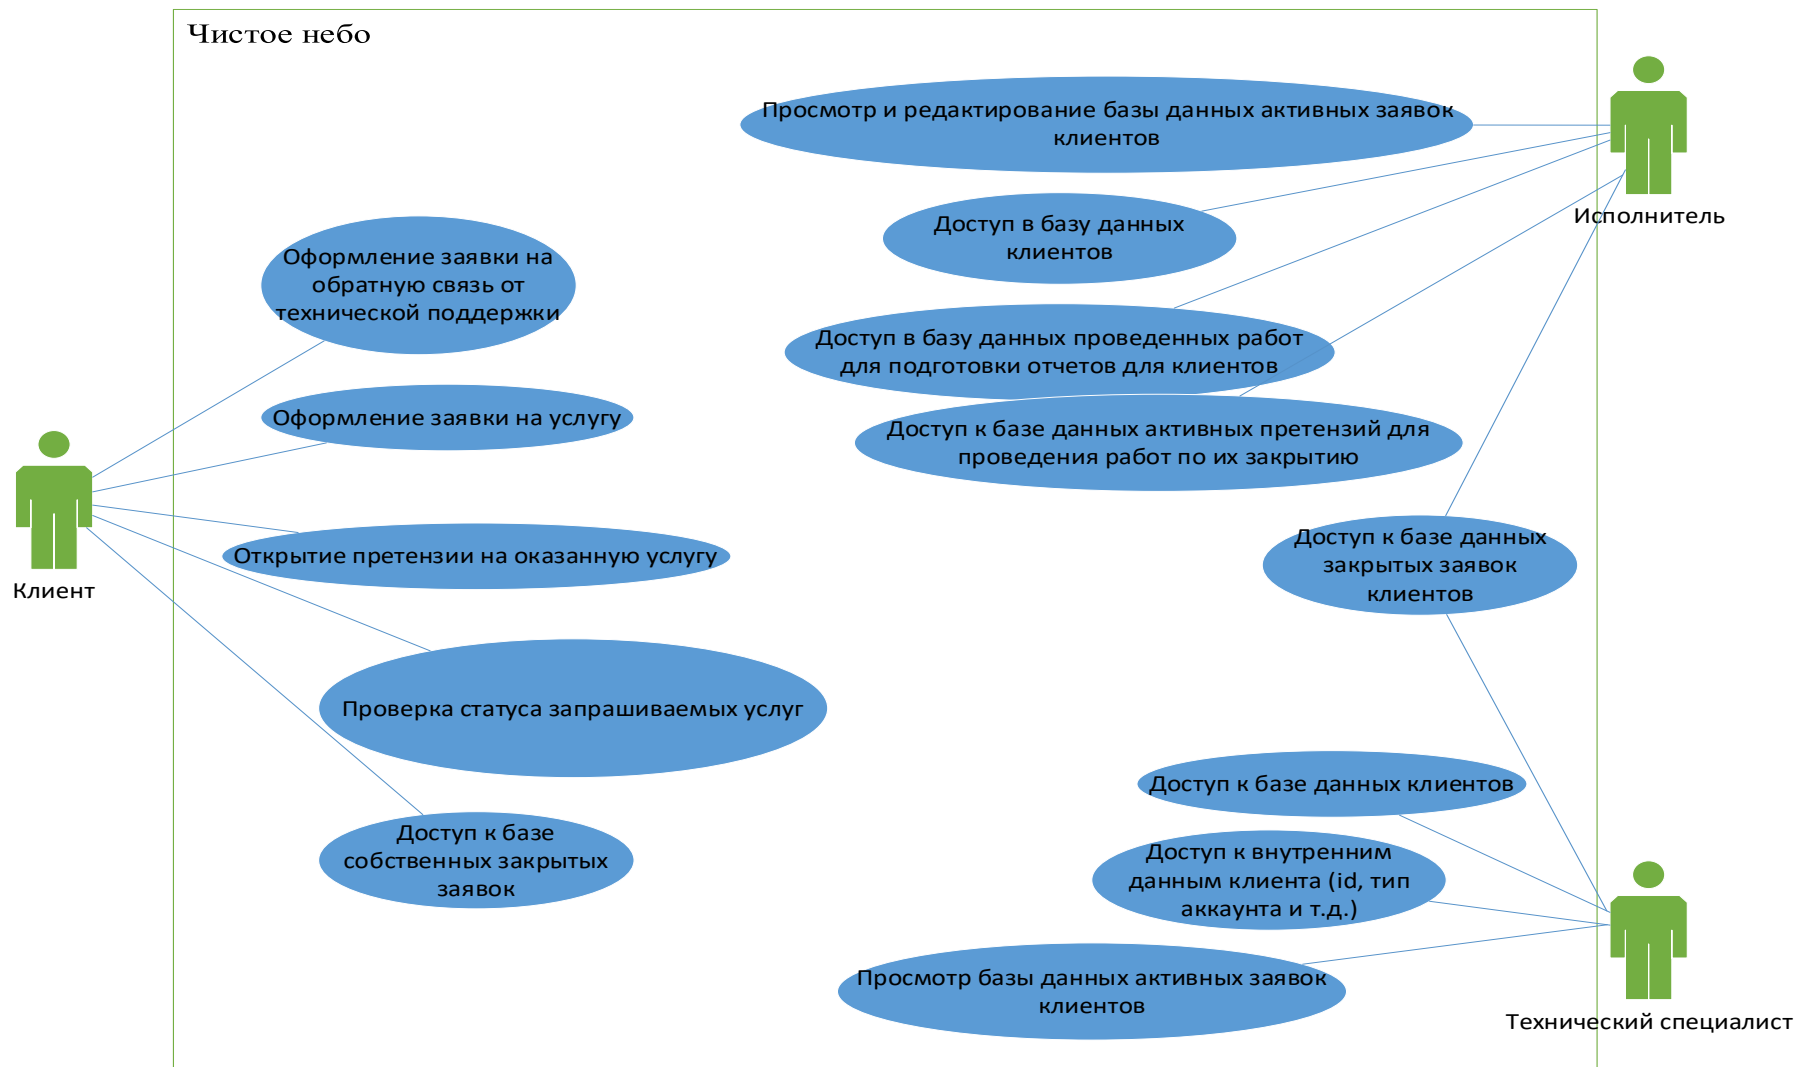 Чистое небо
Просмотр и редактирование базы данных активных заявок
клиентов
Исполнитель
Доступ в базу данных
клиентов
Оформление заявки на
обратную связь от
технической поддержки
Доступ в базу данных проведенных работ
для подготовки отчетов для клиентов
Оформление заявки на услугу
Доступ к базе данных активных претензий для
проведения работ по их закрытию
Открытие претензии на оказанную услугу
Доступ к базе данных
закрытых заявок
клиентов
Клиент
Проверка статуса запрашиваемых услуг
Доступ к базе данных клиентов
Доступ к базе
собственных закрытых
заявок
Доступ к внутренним
данным клиента (id, тип
аккаунта и т.д.)
Просмотр базы данных активных заявок
клиентов
Технический специалист